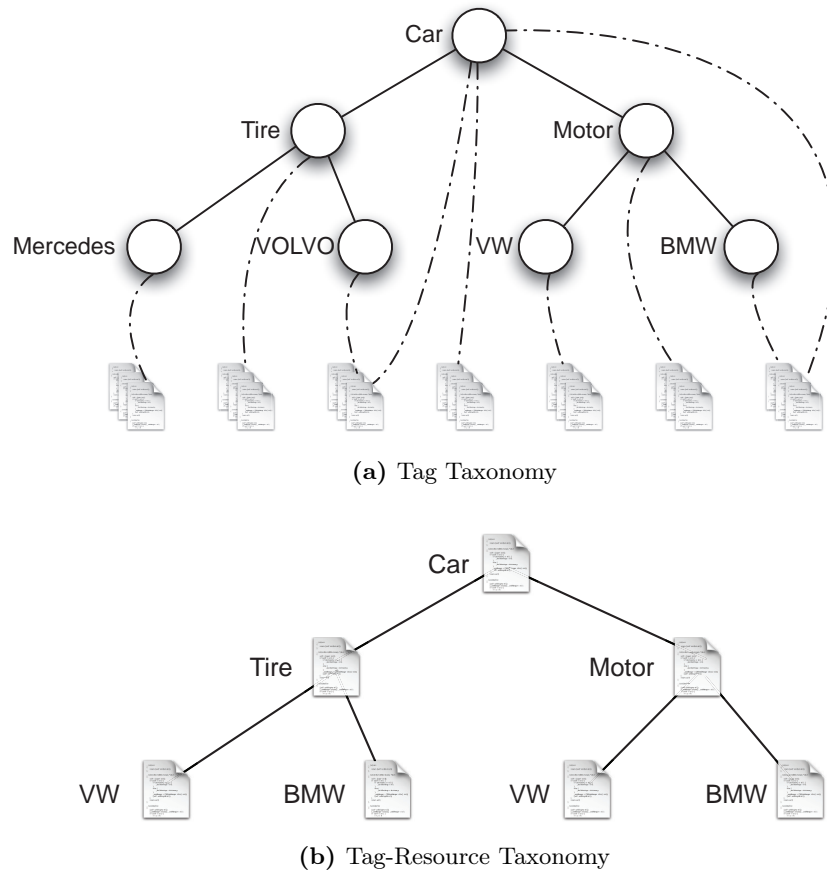 Car
Tire
Motor
Mercedes
VOLVO
VW
BMW
(a) Tag Taxonomy
Car
Tire
Motor
VW
BMW
VW
BMW
(b) Tag-Resource Taxonomy